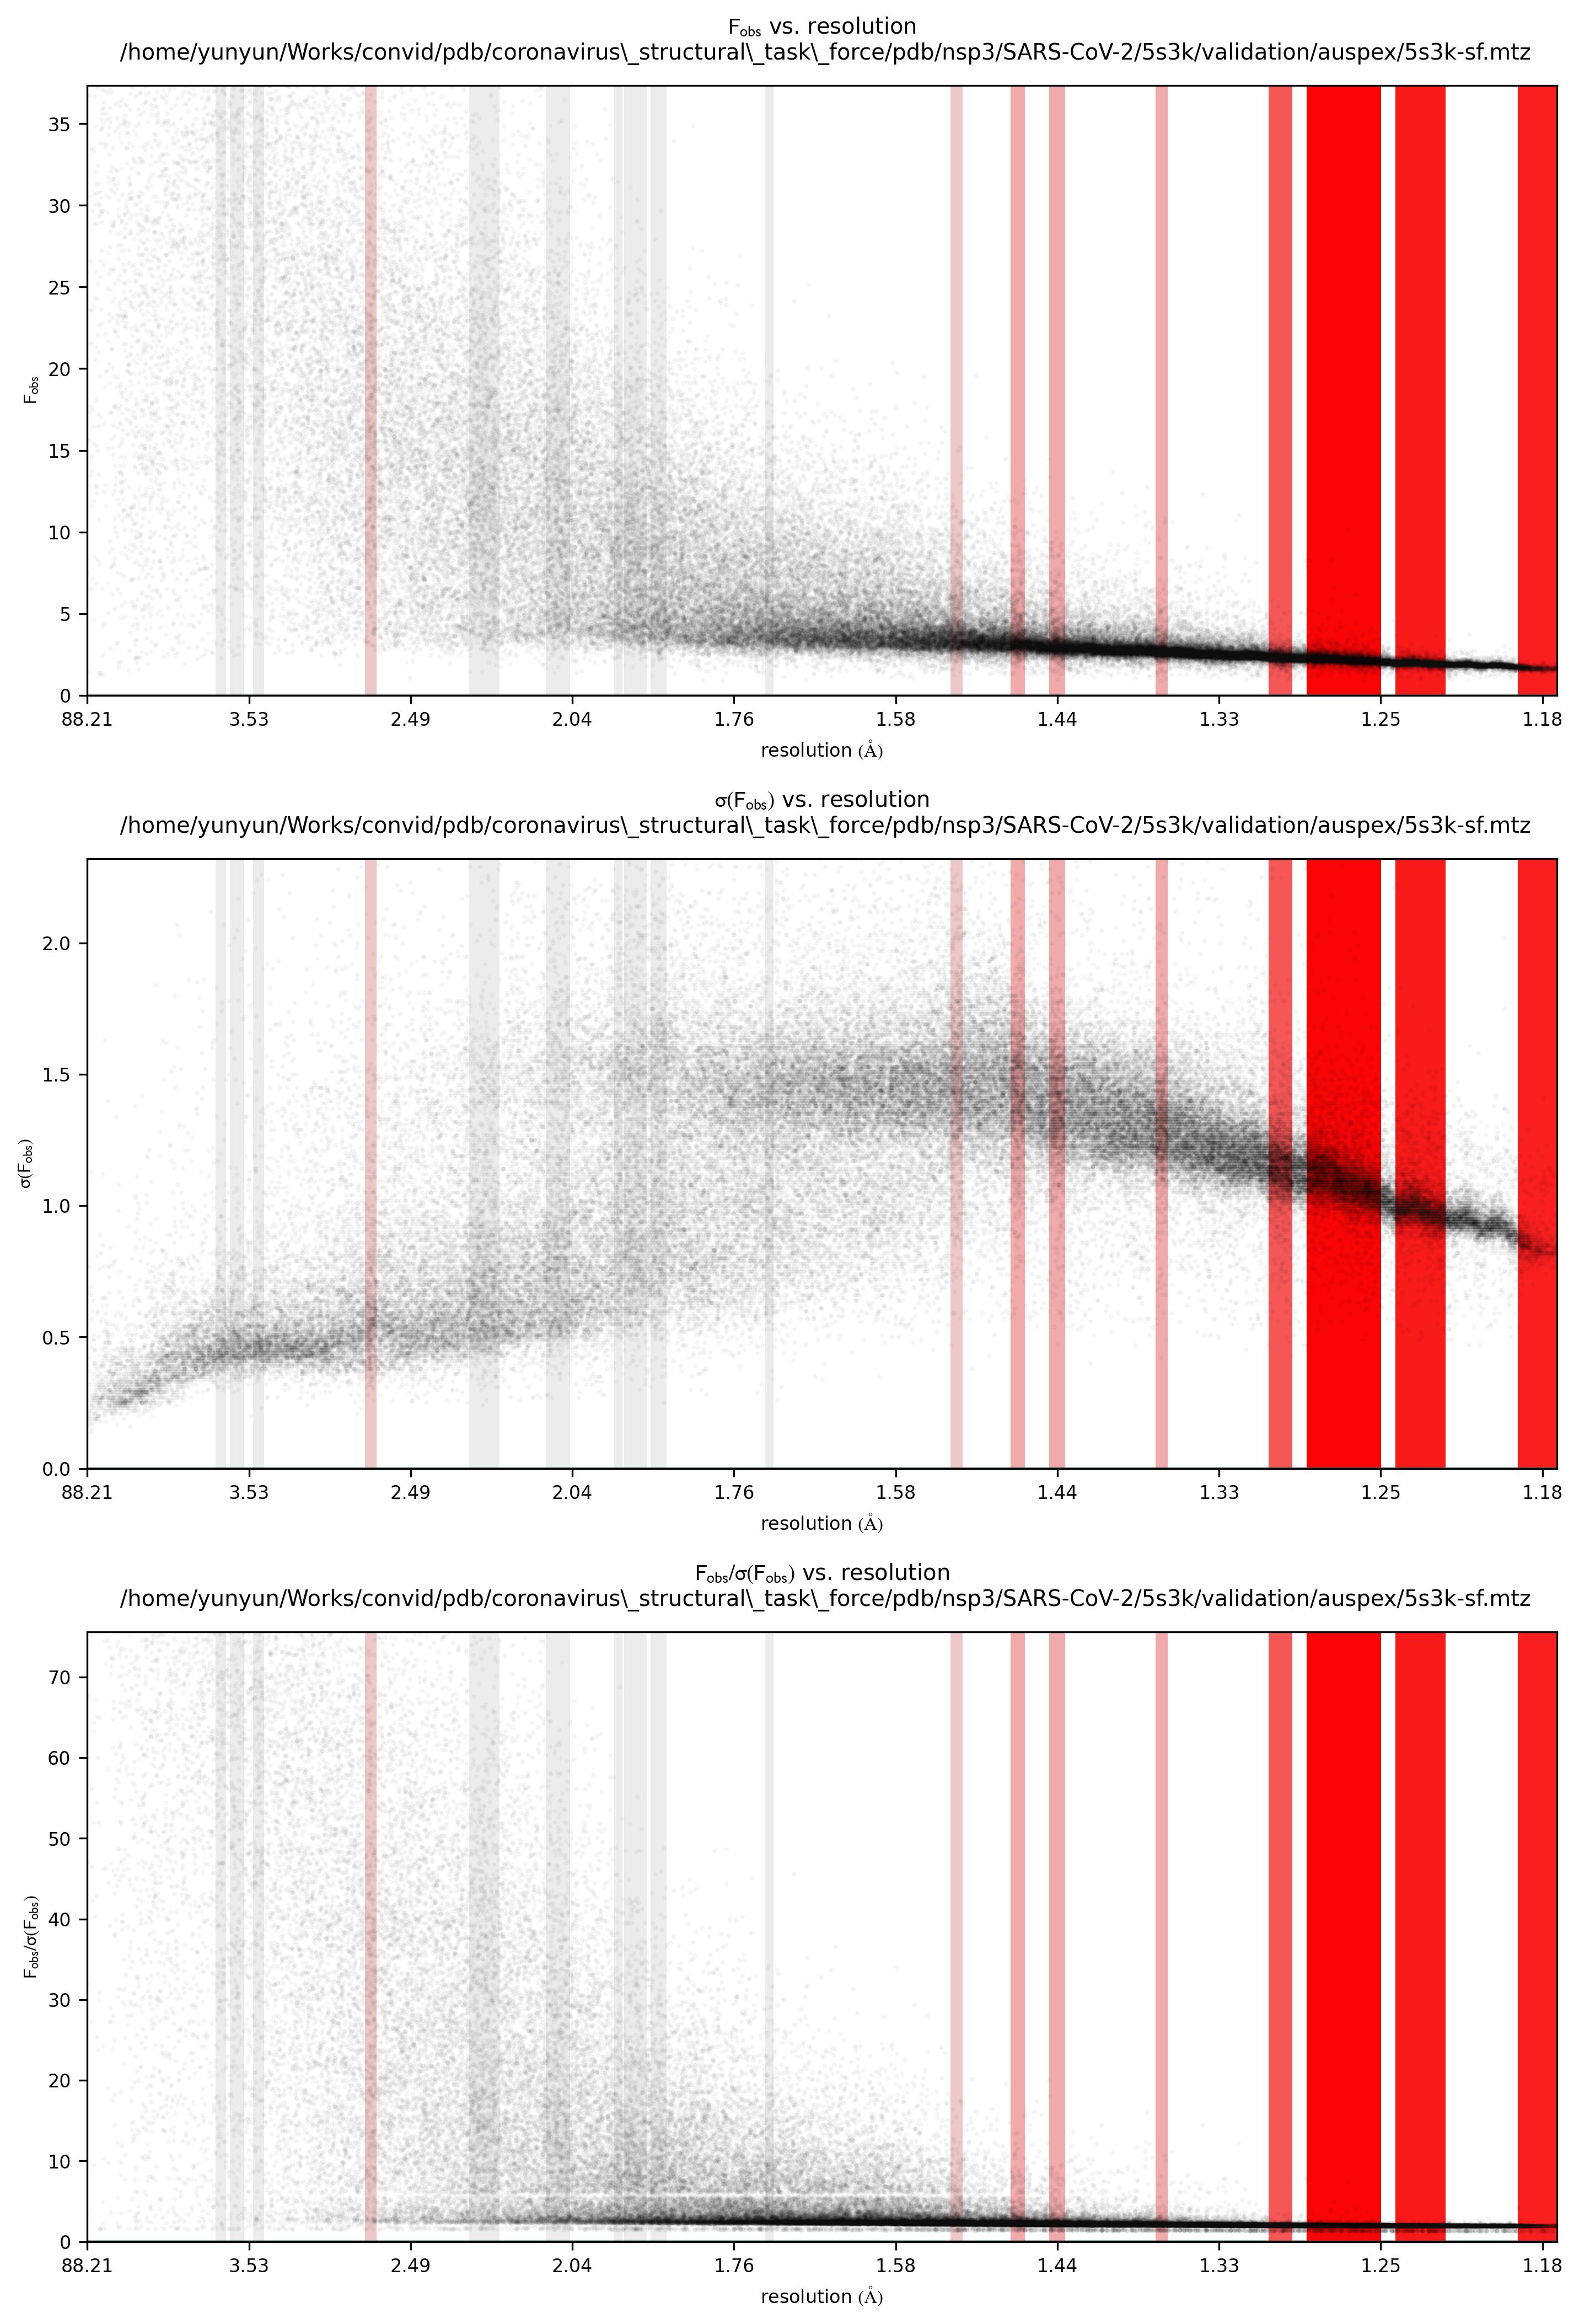 F_obs vs. resolution
/home/yunyun/Works/convid/pdb/coronavirus\_structural\_task\_force/pdb/nsp3/SARS-CoV-2/5s3k/validation/auspex/5s3k-sf.mtz
35
30
25
20
15
10
5
0
F_obs
88.21 3.53 2.49 2.04 1.76 1.58 1.44 1.33 1.25 1.18
resolution (Å)
σ(F_obs) vs. resolution
/home/yunyun/Works/convid/pdb/coronavirus\_structural\_task\_force/pdb/nsp3/SARS-CoV-2/5s3k/validation/auspex/5s3k-sf.mtz
2.0
1.5
1.0
0.5
0.0
σ(F_obs)
88.21 3.53 2.49 2.04 1.76 1.58 1.44 1.33 1.25 1.18
resolution (Å)
F_obs/σ(F_obs) vs. resolution
/home/yunyun/Works/convid/pdb/coronavirus\_structural\_task\_force/pdb/nsp3/SARS-CoV-2/5s3k/validation/auspex/5s3k-sf.mtz
70
60
50
40
30
20
10
0
F_obs/σ(F_obs)
88.21 3.53 2.49 2.04 1.76 1.58 1.44 1.33 1.25 1.18
resolution (Å)